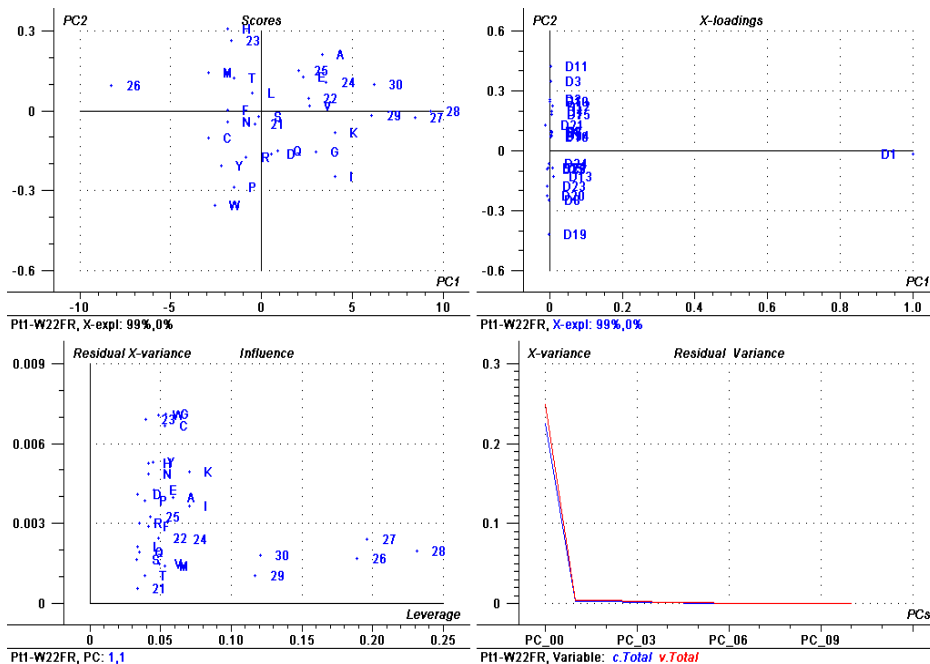 PC2 Scores
0.3
0
-0.3
-0.6
H
23
A
M
T
25
E
24
30
26
L
22
V
F
S
29
28
N
21
27
K
C
R
D
Q
G
Y
P
I
W
-10 -5 0 5 10
PC1
Pt1-W22FR, X-expl: 99%,0%
PC2 X-loadings
0.6
0.3
0
-0.3
-0.6
D11
D3
D21
D1
D24
D13
D23
D20
D19
0 0.2 0.4 0.6 0.8 1.0
PC1
Pt1-W22FR, X-expl: 99%,0%
Residual X-variance Influence
0.009
0.006
0.003
0
23
W
G
C
H
Y
N
K
D
E
P
A
I
25
R
F
22
24
27
L
Q
28
S
V
M
30
26
T
29
21
Leverage
0 0.05 0.10 0.15 0.20 0.25
Pt1-W22FR, PC: 1,1
X-variance Residual Variance
0.3
0.2
0.1
0
PCs
PC_00 PC_03 PC_06 PC_09
Pt1-W22FR, Variable: c.Total v.Total